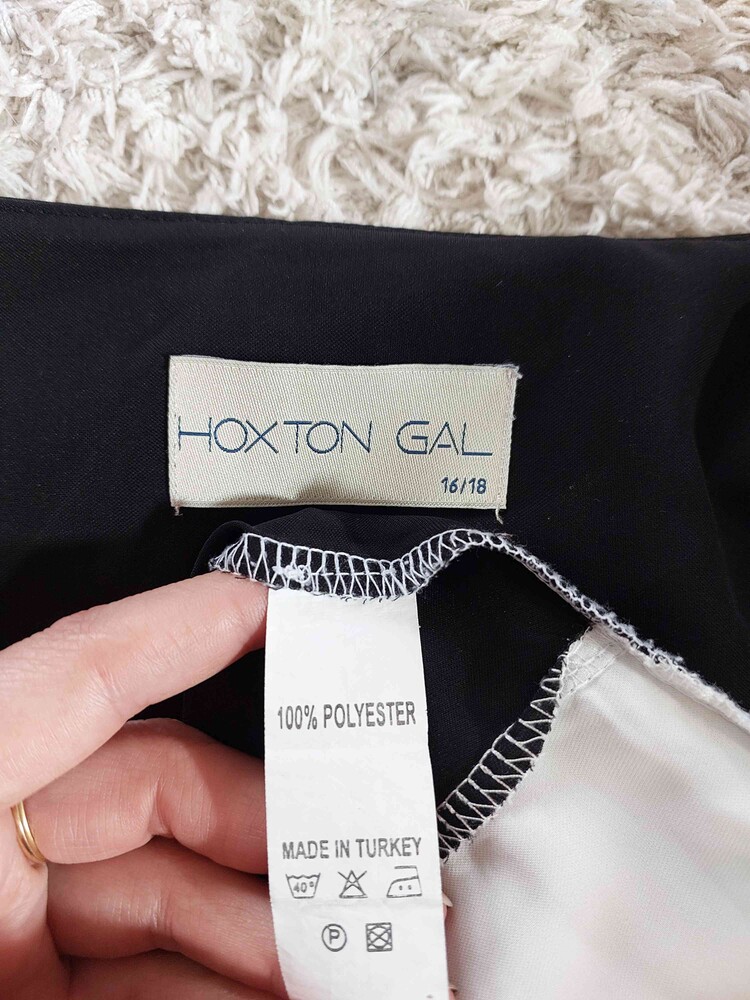 HOXTON GAL
16/18
100% POLYESTER
MADE IN TURKEY
40°
P